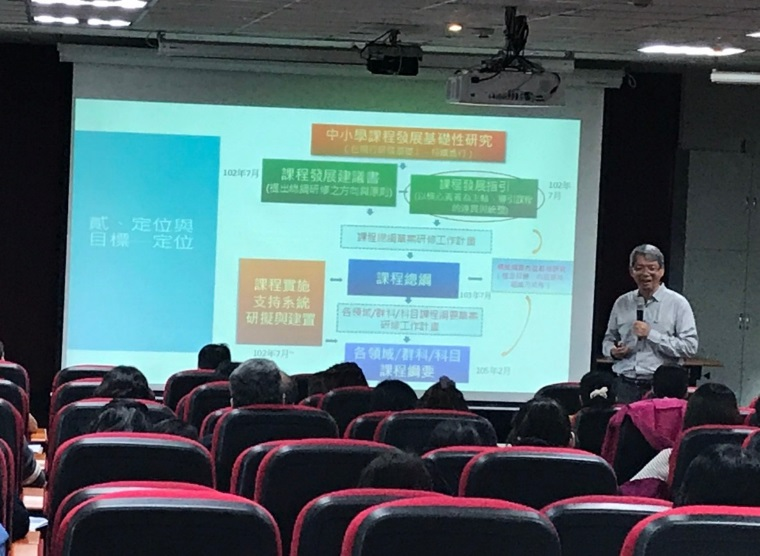 貳、定位與
目標—定位
中小學課程發展基礎性研究
102年7月
課程發展建議書
課程發展指引
102年
7月
課程總綱草案研修工作計畫
課程實施
支持系統
研擬與建置
102年7月~
課程總綱
103年7月
各領域/群科/科目課程綱要草案
研修工作計畫
各領域/群科/科目
課程綱要
105年2月